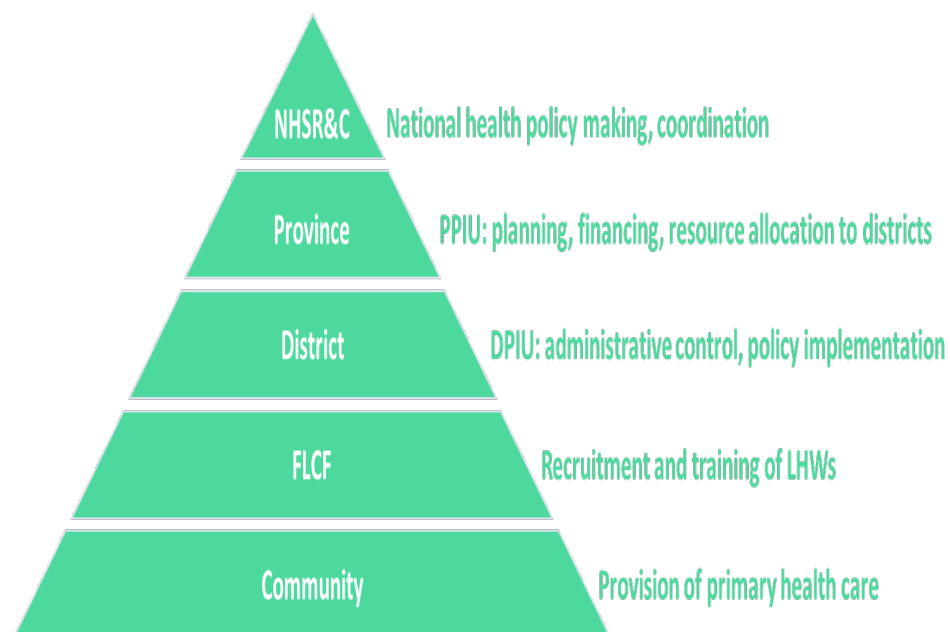 NHSR&C National health policy making, coordination
Province PPIU: planning, financing, resource allocation to districts
District DPIU: administrative control, policy implementation
FLCF Recruitment and training of LHWs
Community Provision of primary health care